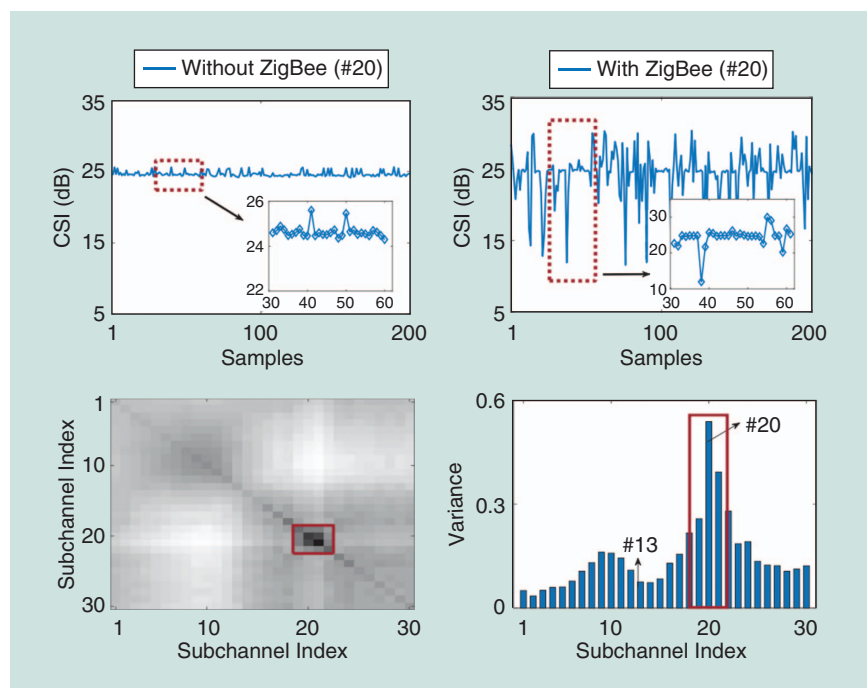 Without ZigBee (#20)
35
25
15
5
CSI (dB)
26
24
22
30 40 50 60
1 100 200
Samples
With ZigBee (#20)
35
25
15
5
CSI (dB)
30
20
10
30 40 50 60
1 100 200
Samples
1
10
20
30
Subchannel Index
1 10 20 30
Subchannel Index
0.6
0.3
0
Variance
#20
#13
1 10 20 30
Subchannel Index